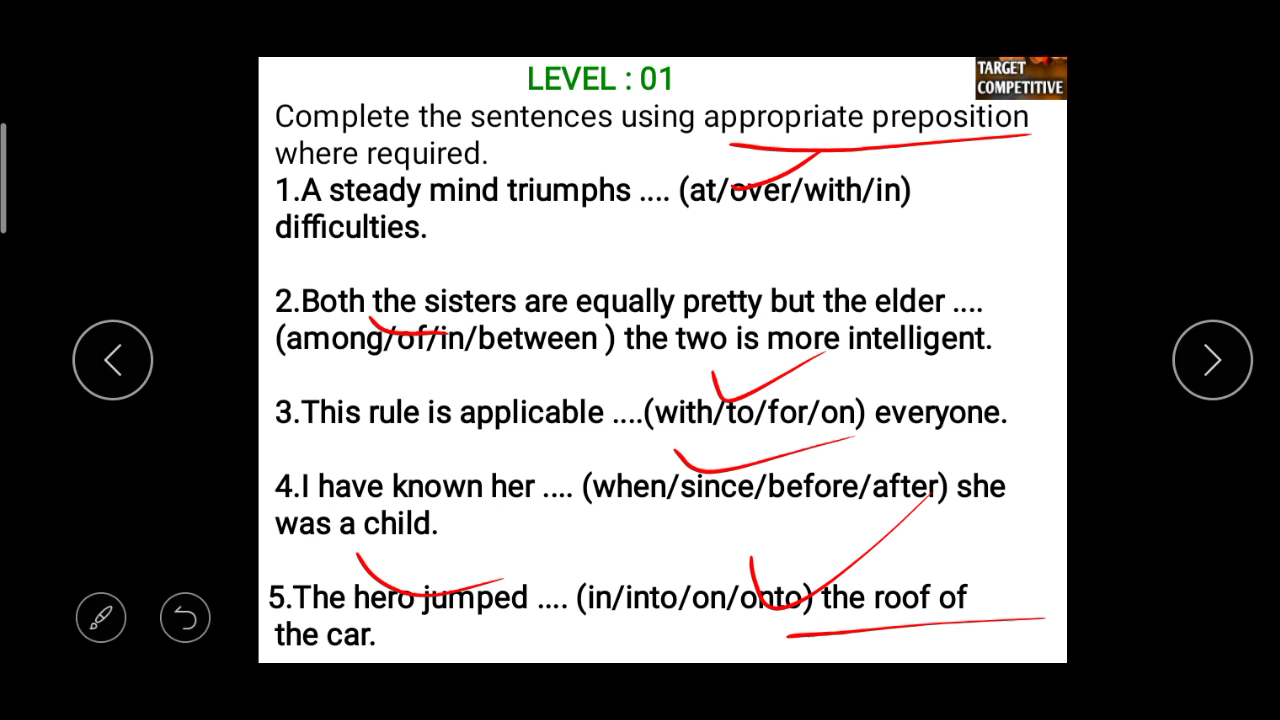 LEVEL : 01
TARGET
COMPETITIVE
Complete the sentences using appropriate preposition
where required.
1.A steady mind triumphs .... (at/over/with/in)
difficulties.
2.Both the sisters are equally pretty but the elder ....
(among/of/in/between ) the two is more intelligent.
3.This rule is applicable ....(with/to/for/on) everyone.
4.I have known her .... (when/since/before/after) she
was a child.
5.The hero jumped .... (in/into/on/onto) the roof of
the car.